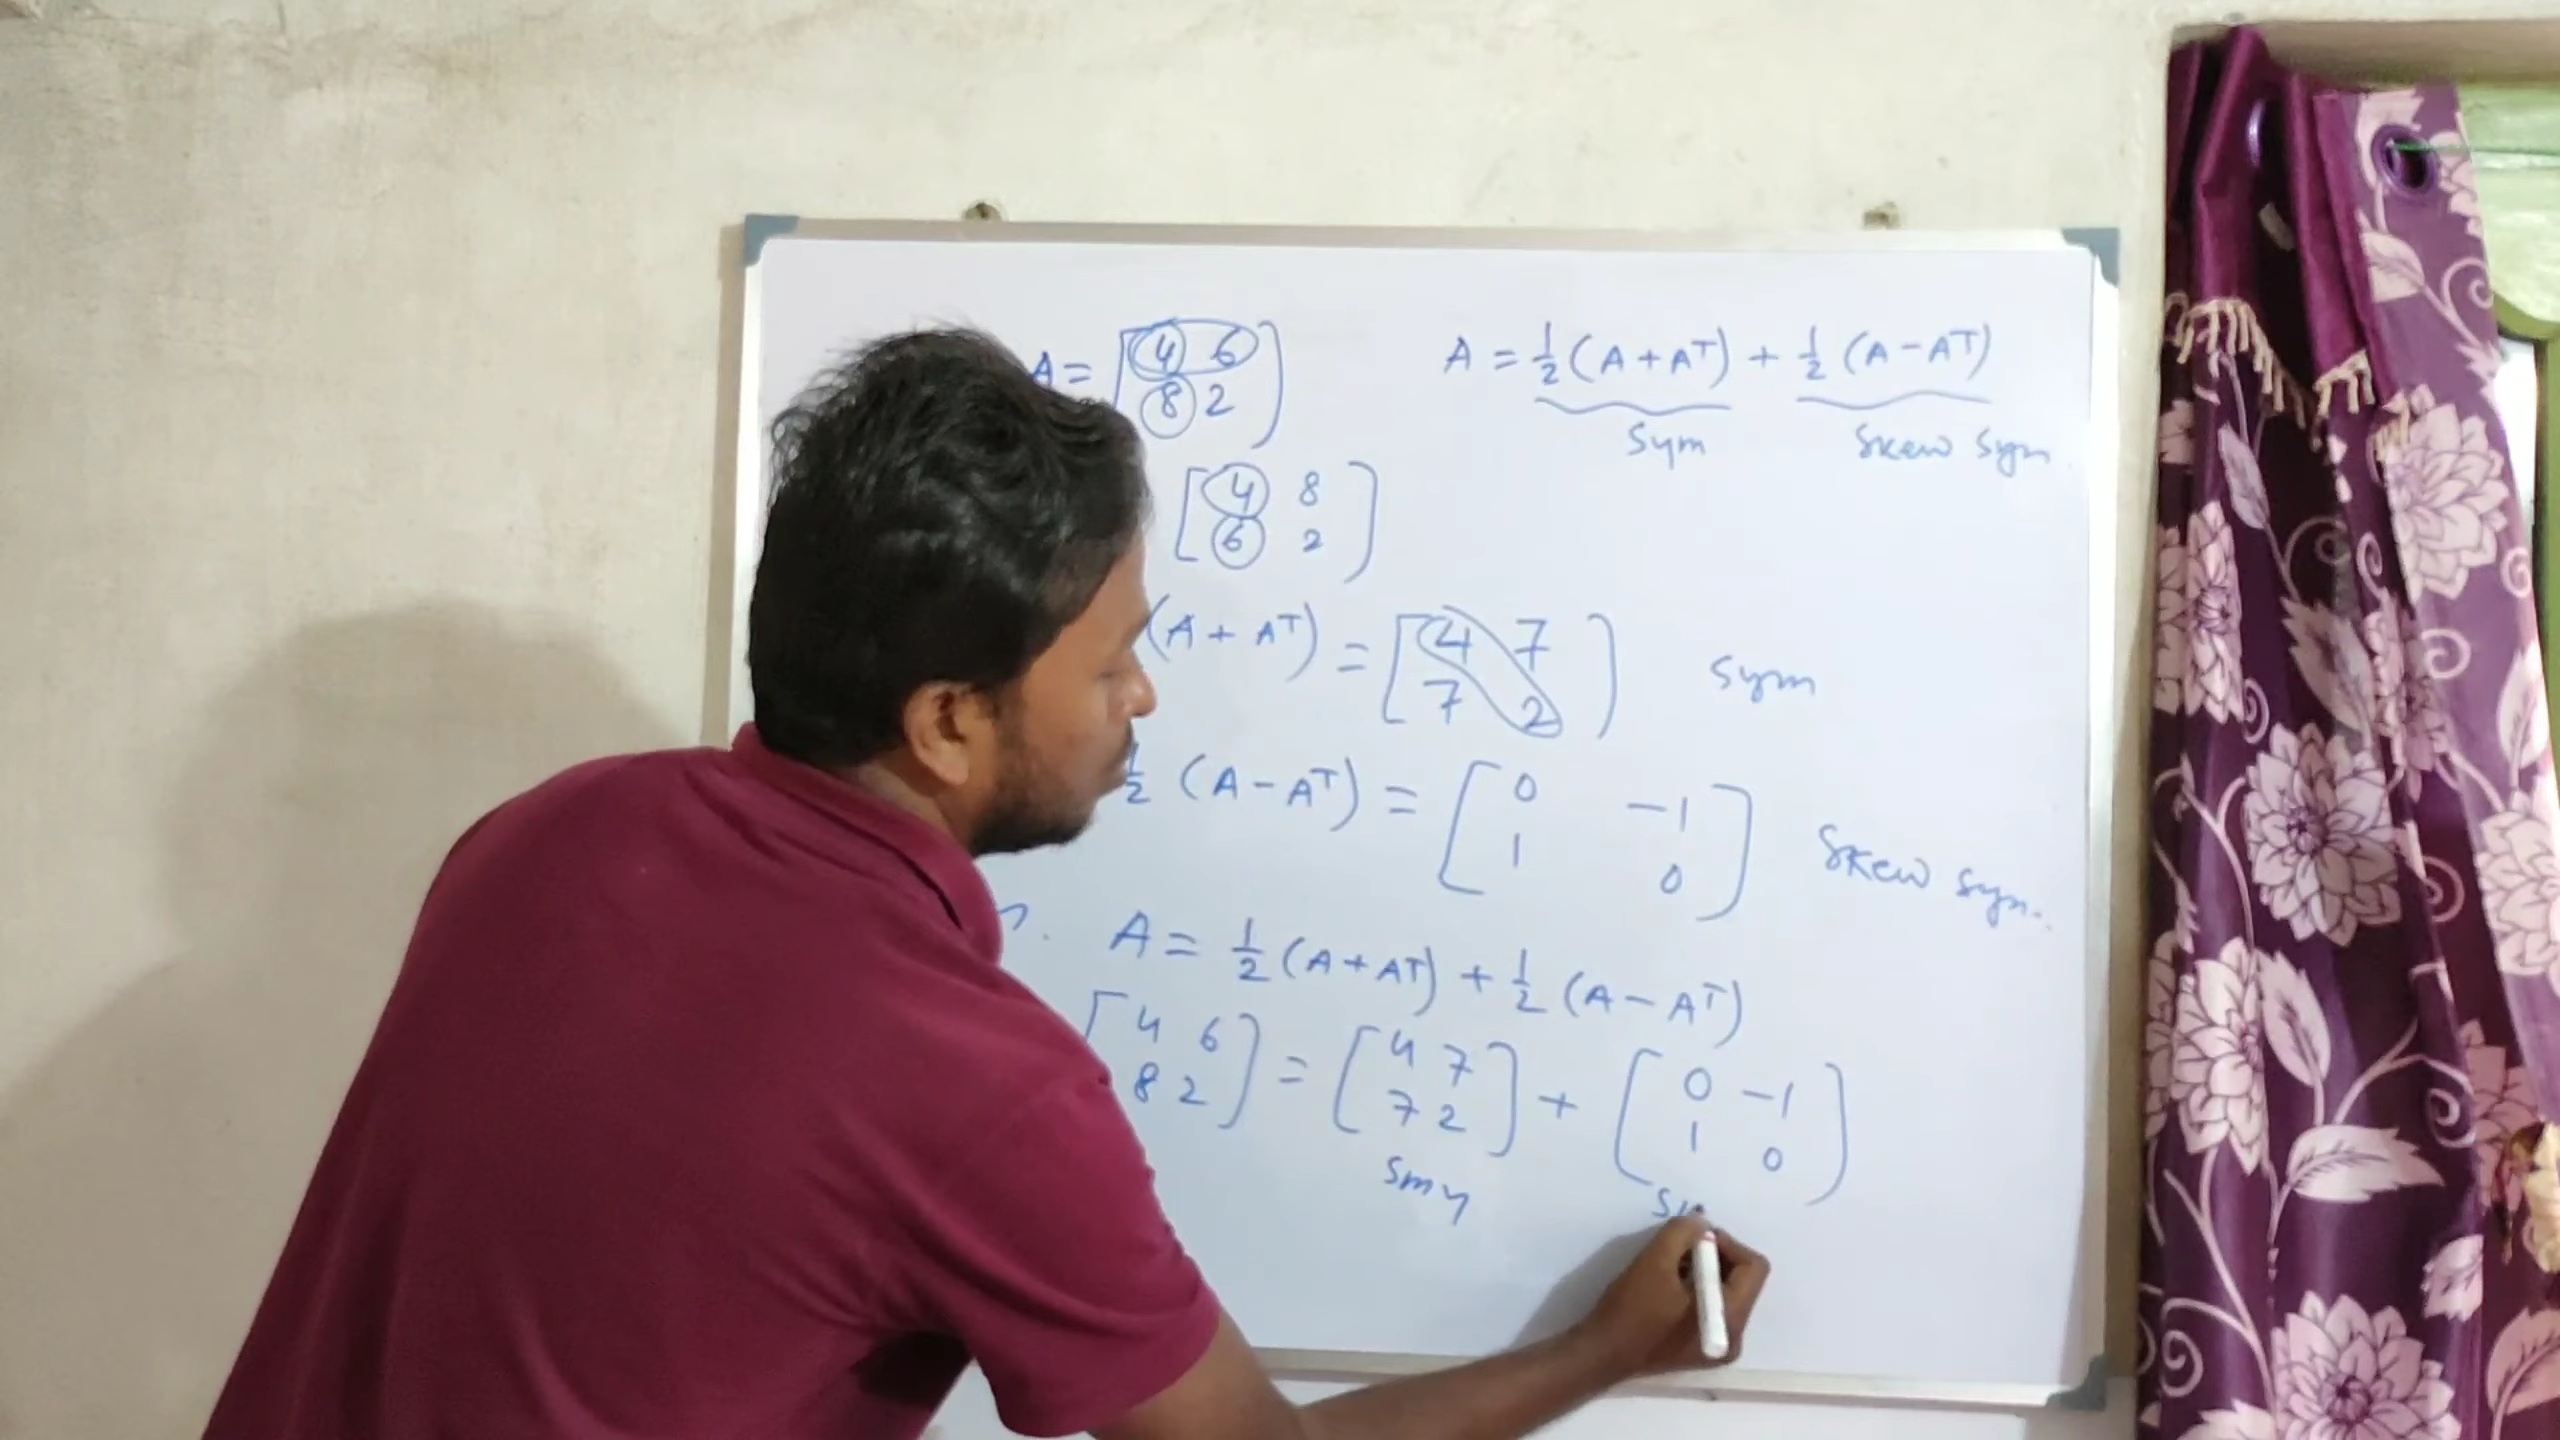 A = [4 6
8 2]
A = 1/2 (A + Aᵀ) + 1/2 (A − Aᵀ)
Sym Skew Sym
[4 8
6 2]
(A + Aᵀ) = [4 7
7 2] Sym
1/2 (A − Aᵀ) = [0 −1
1 0] Skew Sym.
A = 1/2 (A + Aᵀ) + 1/2 (A − Aᵀ)
[4 6
8 2] = [4 7
7 2] + [0 −1
1 0]
Smy